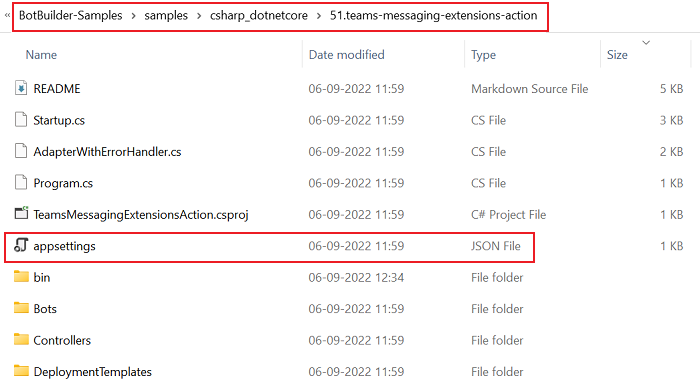 « BotBuilder-Samples > samples > csharp_dotnetcore > 51.teams-messaging-extensions-action
Name Date modified Type Size
README 06-09-2022 11:59 Markdown Source File 5 KB
Startup.cs 06-09-2022 11:59 CS File 3 KB
AdapterWithErrorHandler.cs 06-09-2022 11:59 CS File 2 KB
Program.cs 06-09-2022 11:59 CS File 1 KB
TeamsMessagingExtensionsAction.csproj 06-09-2022 11:59 C# Project File 1 KB
appsettings 06-09-2022 11:59 JSON File 1 KB
bin 06-09-2022 12:34 File folder
Bots 06-09-2022 11:59 File folder
Controllers 06-09-2022 11:59 File folder
DeploymentTemplates 06-09-2022 11:59 File folder